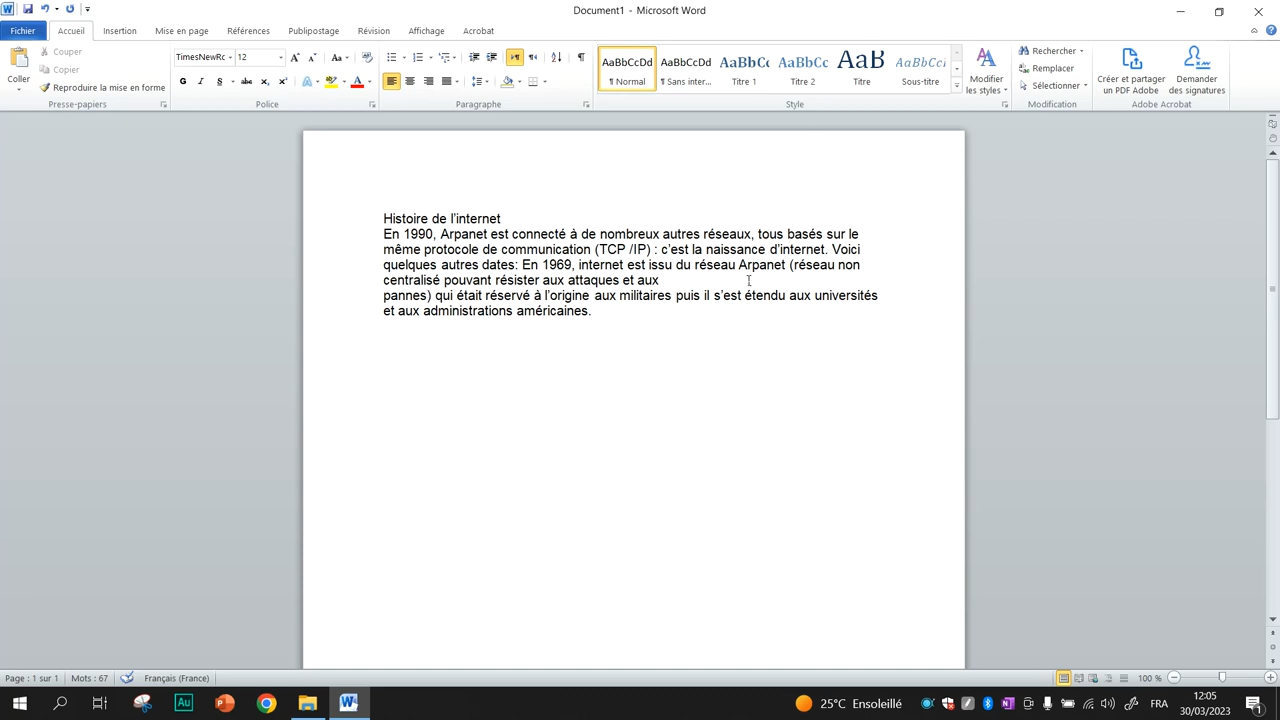 Document1 - Microsoft Word
Fichier Accueil Insertion Mise en page Références Publipostage Révision Affichage Acrobat
Coller
Couper
Copier
Reproduire la mise en forme
Presse-papiers
TimesNewRc 12
Police
Paragraphe
AaBbCcDd AaBbCcDd AaBbCc AaBbCc AaB AaBbCcI
¶ Normal ¶ Sans inter... Titre 1 Titre 2 Titre Sous-titre
Style
Modifier
les styles
Rechercher
Remplacer
Sélectionner
Modification
Créer et partager
un PDF Adobe
Demander
des signatures
Adobe Acrobat
Histoire de l’internet
En 1990, Arpanet est connecté à de nombreux autres réseaux, tous basés sur le
même protocole de communication (TCP /IP) : c’est la naissance d’internet. Voici
quelques autres dates: En 1969, internet est issu du réseau Arpanet (réseau non
centralisé pouvant résister aux attaques et aux
pannes) qui était réservé à l’origine aux militaires puis il s’est étendu aux universités
et aux administrations américaines.
Page : 1 sur 1 Mots : 67 Français (France) 100 %
25°C Ensoleillé FRA 12:05
30/03/2023